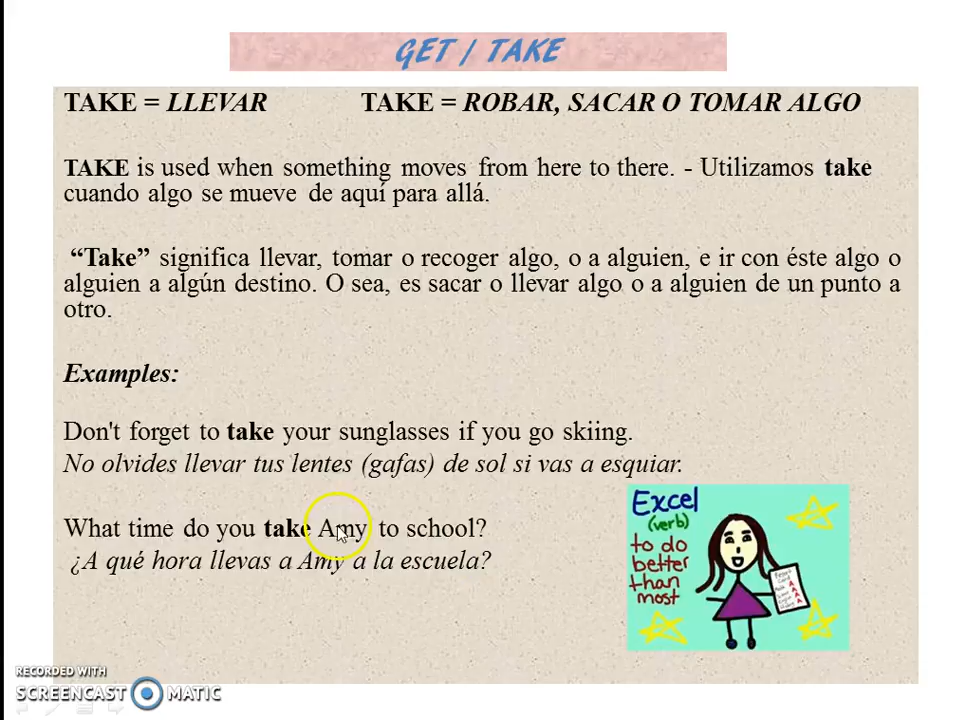 GET / TAKE
TAKE = LLEVAR TAKE = ROBAR, SACAR O TOMAR ALGO
TAKE is used when something moves from here to there. - Utilizamos take
cuando algo se mueve de aquí para allá.
“Take” significa llevar, tomar o recoger algo, o a alguien, e ir con éste algo o
alguien a algún destino. O sea, es sacar o llevar algo o a alguien de un punto a
otro.
Examples:
Don't forget to take your sunglasses if you go skiing.
No olvides llevar tus lentes (gafas) de sol si vas a esquiar.
What time do you take Amy to school?
¿A qué hora llevas a Amy a la escuela?
Excel
(verb)
to do
better
than
most
Report
Card
RECORDED WITH
SCREENCAST MATIC